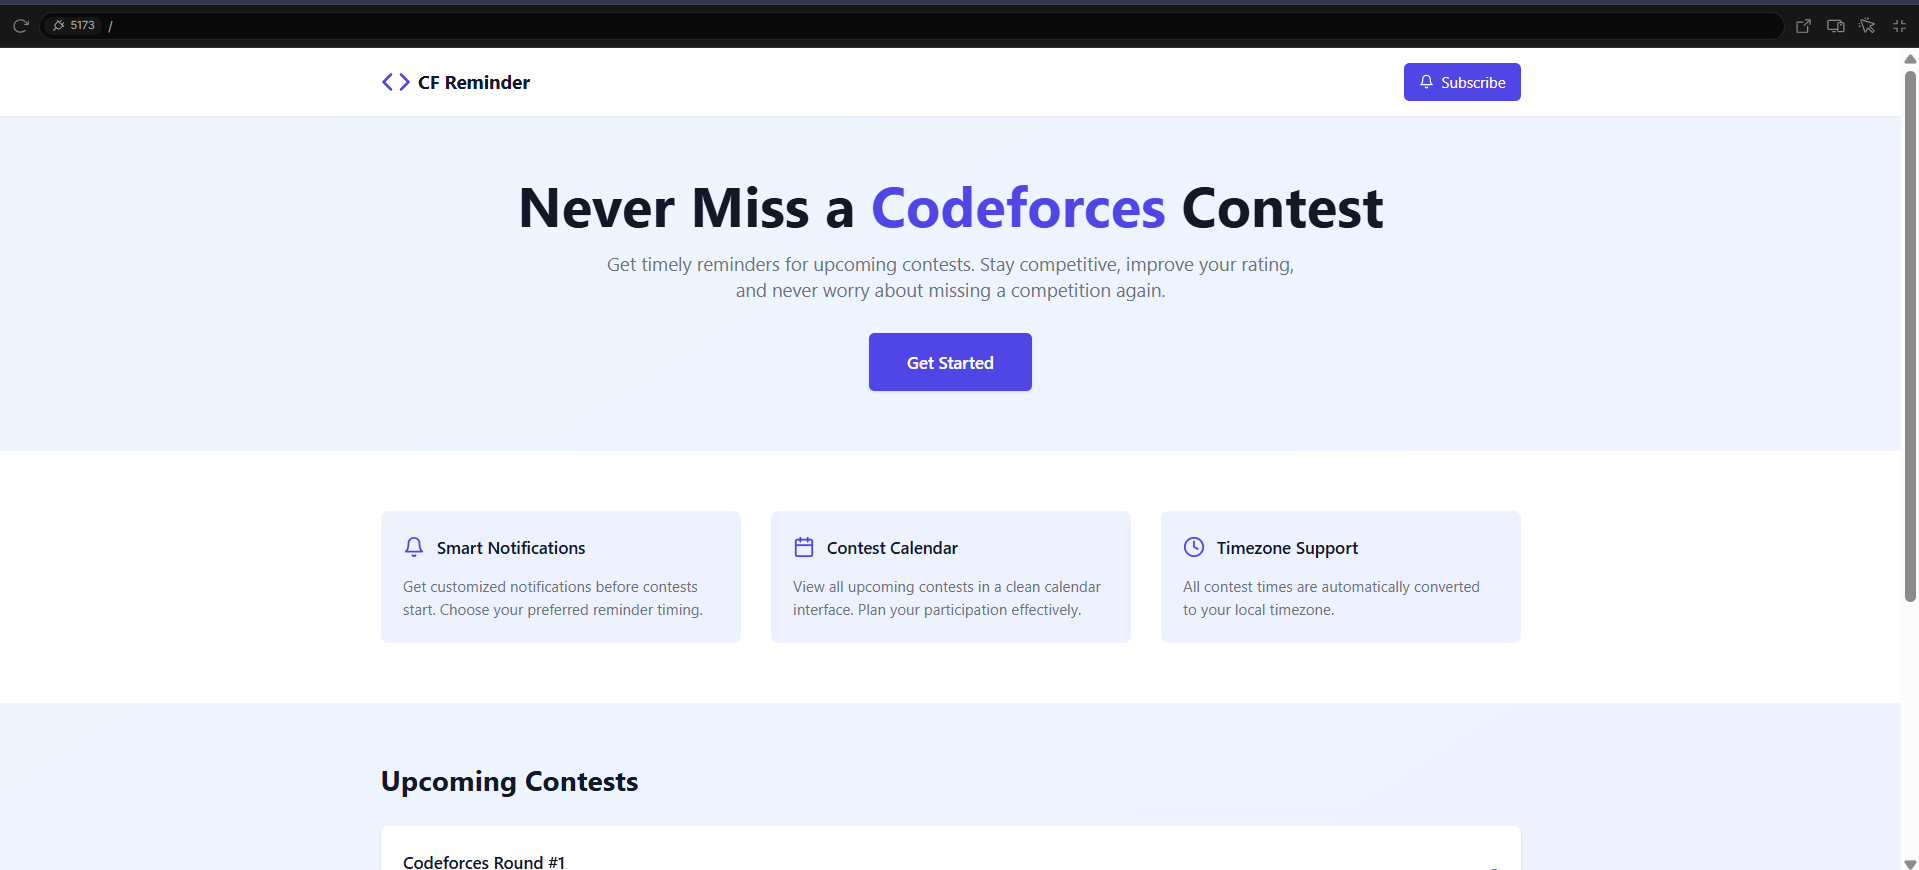 5173 /
CF Reminder
Subscribe
Never Miss a Codeforces Contest
Get timely reminders for upcoming contests. Stay competitive, improve your rating,
and never worry about missing a competition again.
Get Started
Smart Notifications
Get customized notifications before contests
start. Choose your preferred reminder timing.
Contest Calendar
View all upcoming contests in a clean calendar
interface. Plan your participation effectively.
Timezone Support
All contest times are automatically converted
to your local timezone.
Upcoming Contests
Codeforces Round #1